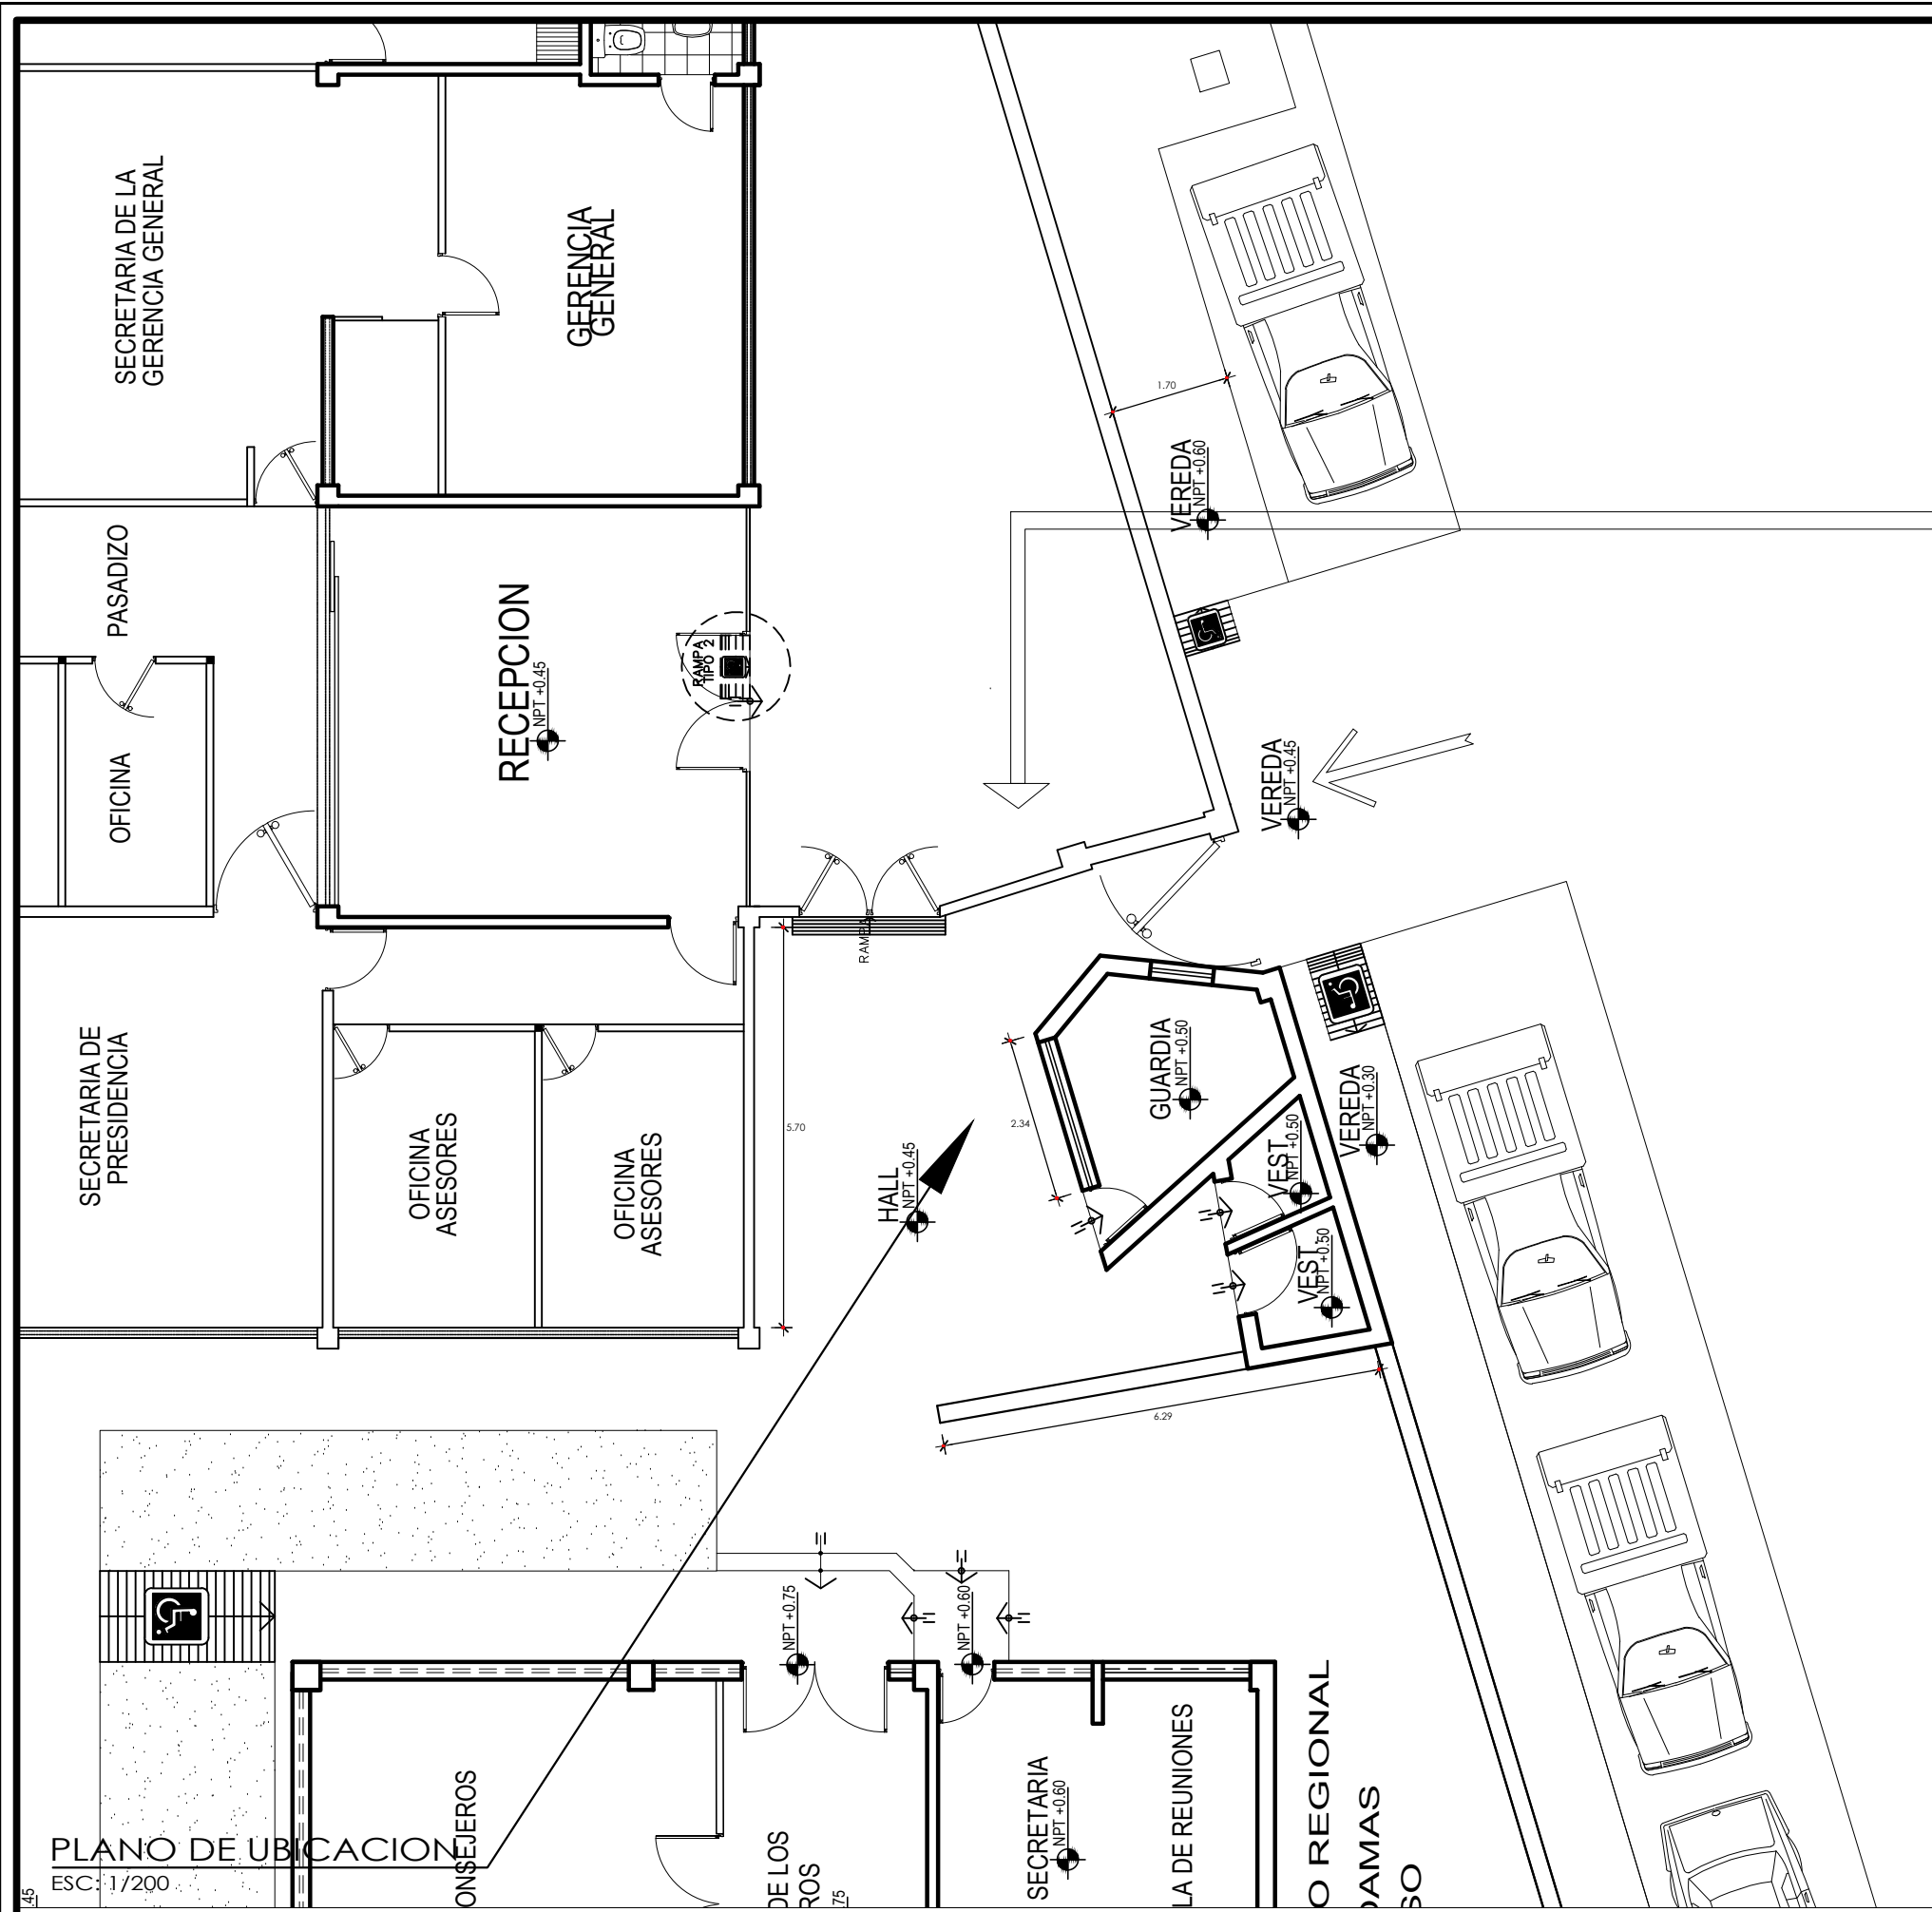 SECRETARIA DE LA
GERENCIA GENERAL
GERENCIA
GENERAL
1.70
VEREDA
NPT +0.60
PASADIZO
OFICINA
RECEPCION
NPT +0.45
RAMPA
TIPO 2
VEREDA
NPT +0.45
RAMPA
SECRETARIA DE
PRESIDENCIA
OFICINA
ASESORES
OFICINA
ASESORES
5.70
HALL
NPT +0.45
2.34
GUARDIA
NPT +0.50
VEST.
NPT +0.50
VEST.
NPT +0.50
VEREDA
NPT +0.30
6.29
NPT +0.75
NPT +0.60
ONSEJEROS
DE LOS
ROS
.75
SECRETARIA
NPT +0.60
LA DE REUNIONES
O REGIONAL
DAMAS
SO
PLANO DE UBICACION
ESC: 1/200
.45